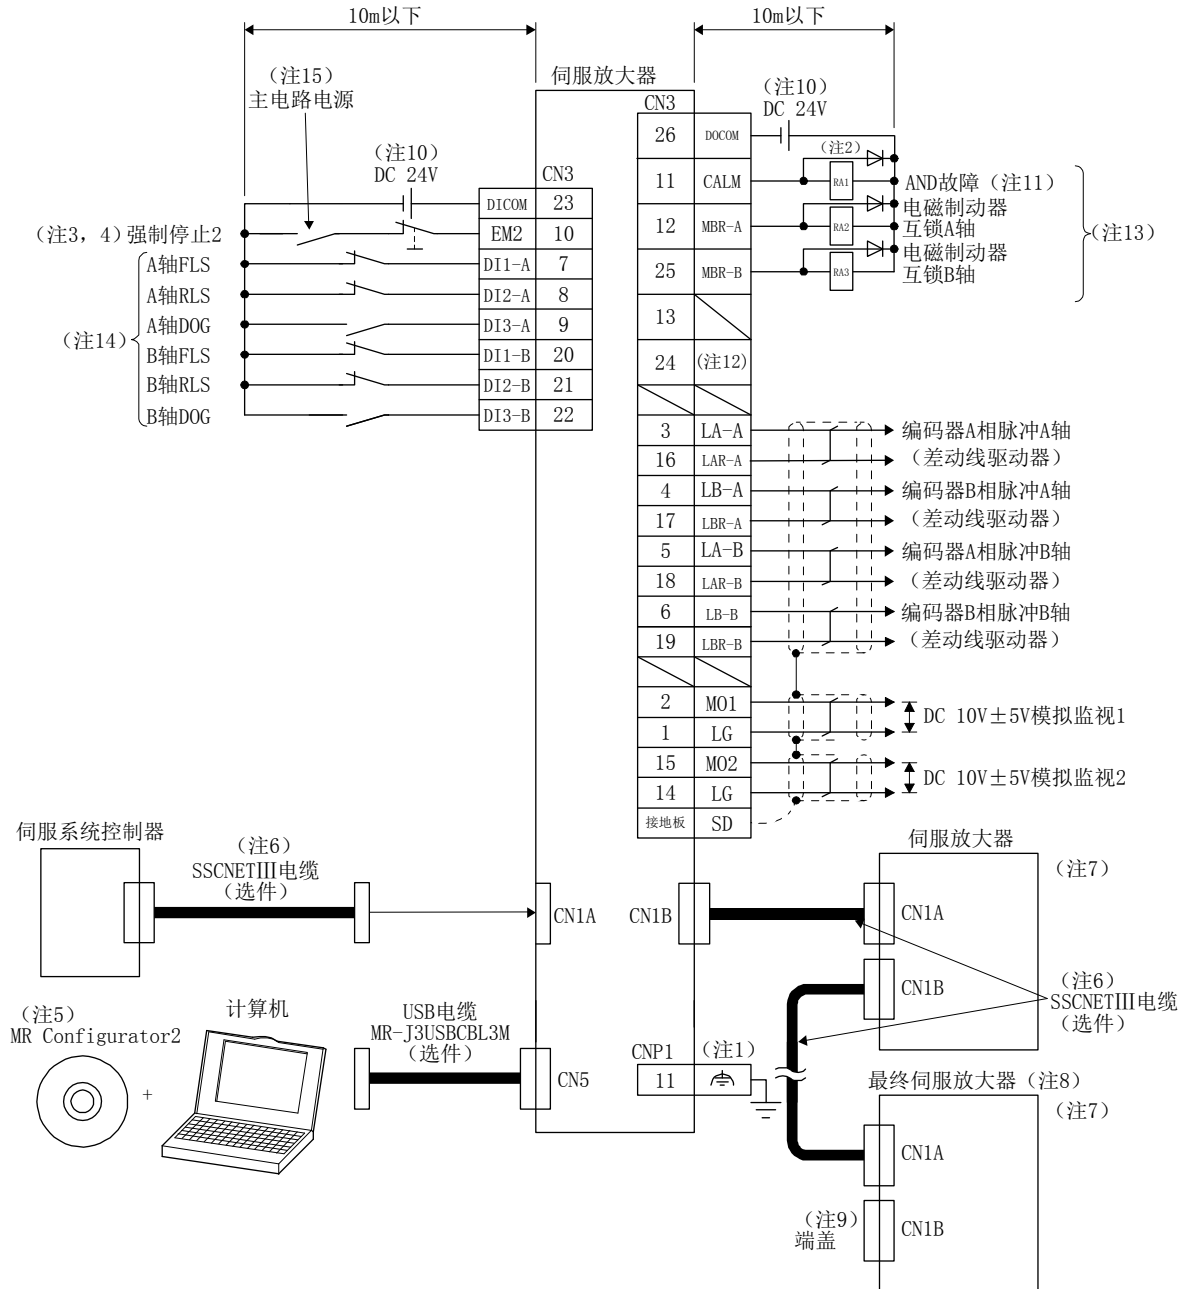 10m以下
10m以下
伺服放大器
（注15）
主电路电源
（注10）
DC 24V
CN3
DICOM 23
（注3, 4）强制停止2 EM2 10
A轴FLS DI1-A 7
A轴RLS DI2-A 8
A轴DOG DI3-A 9
B轴FLS DI1-B 20
B轴RLS DI2-B 21
B轴DOG DI3-B 22
（注14）
CN3
（注10）
DC 24V
26 DOCOM
（注2）
11 CALM RA1 AND故障（注11）
12 MBR-A RA2 电磁制动器
互锁A轴
25 MBR-B RA3 电磁制动器
互锁B轴
（注13）
13
24 (注12)
3 LA-A 编码器A相脉冲A轴
16 LAR-A （差动线驱动器）
4 LB-A 编码器B相脉冲A轴
17 LBR-A （差动线驱动器）
5 LA-B 编码器A相脉冲B轴
18 LAR-B （差动线驱动器）
6 LB-B 编码器B相脉冲B轴
19 LBR-B （差动线驱动器）
2 MO1
DC 10V±5V模拟监视1
1 LG
15 MO2
DC 10V±5V模拟监视2
14 LG
接地板 SD
伺服系统控制器
（注6）
SSCNETⅢ电缆
（选件）
CN1A
CN1B
伺服放大器
（注7）
CN1A
CN1B
（注6）
SSCNETⅢ电缆
（选件）
（注5）
MR Configurator2
+
计算机
USB电缆
MR-J3USBCBL3M
（选件）
CN5
CNP1
（注1）
11
最终伺服放大器（注8）
（注7）
CN1A
（注9）
端盖
CN1B